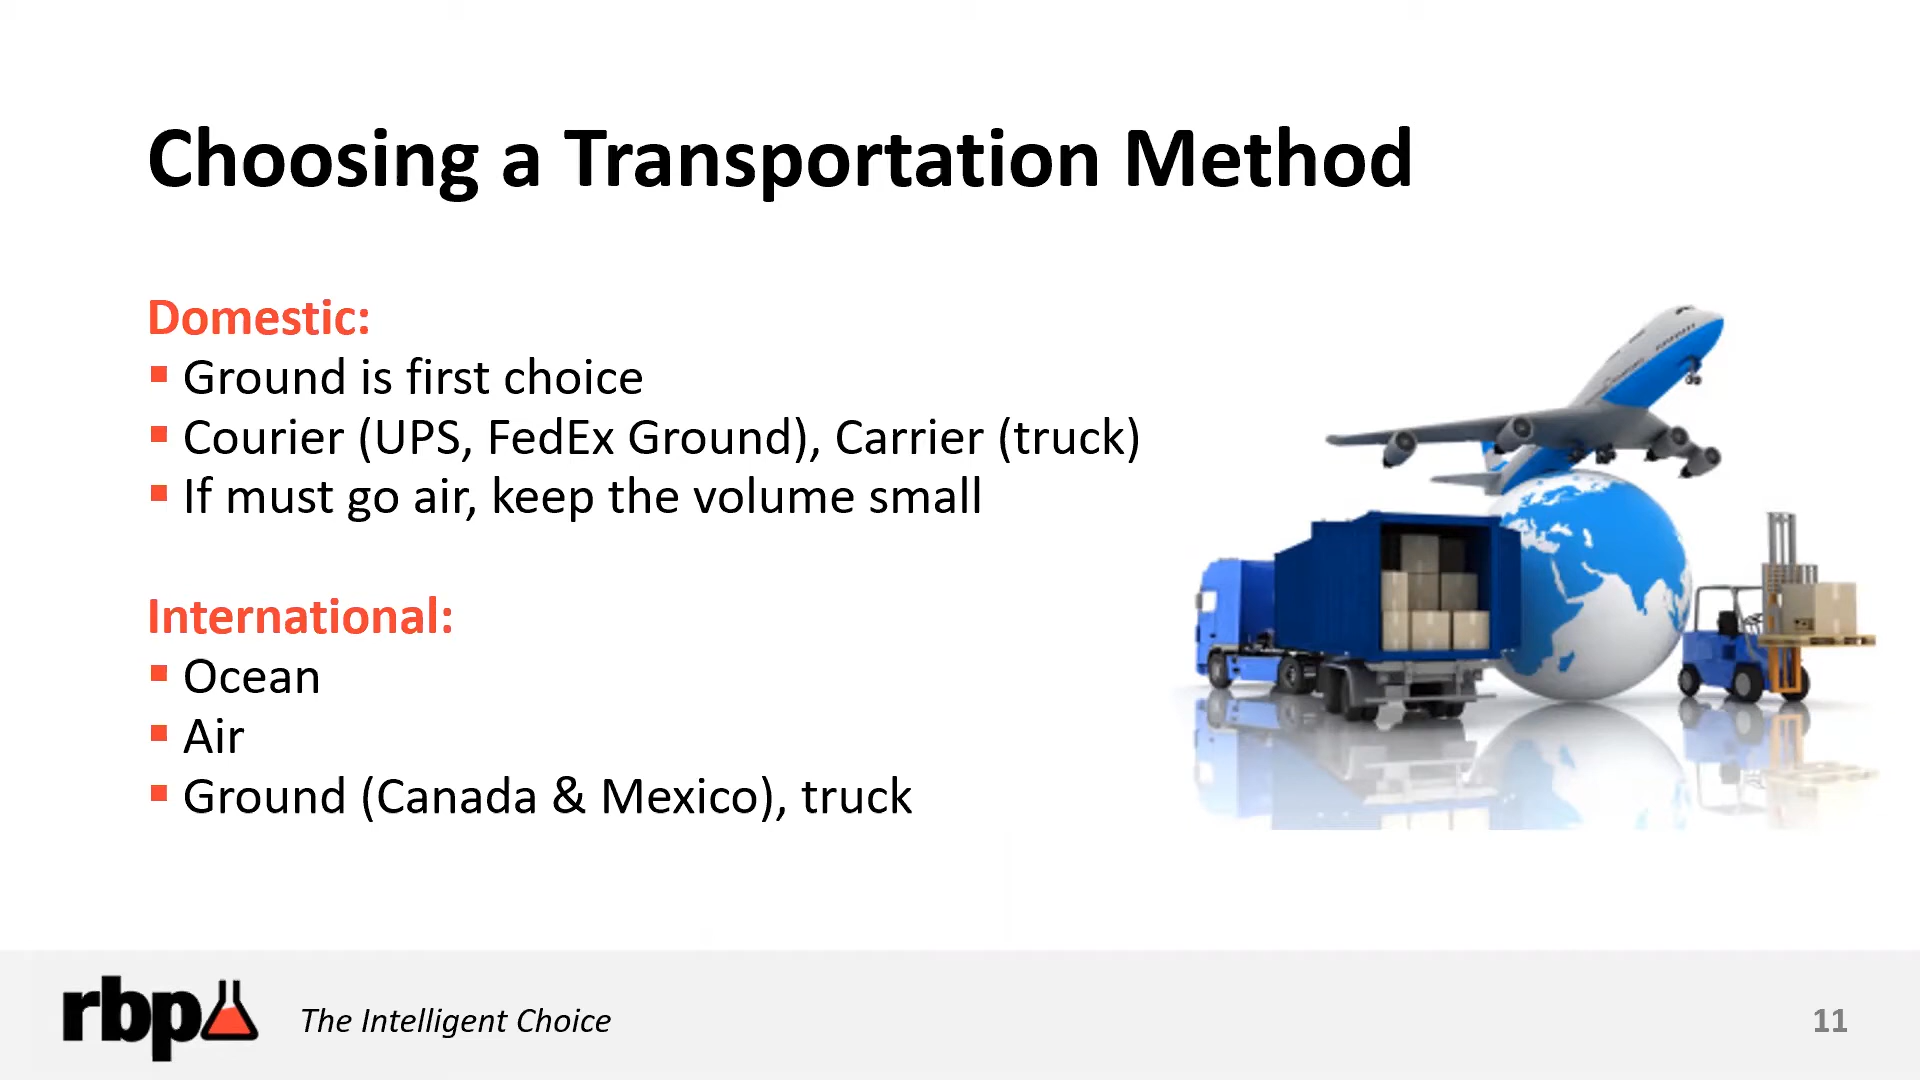 Choosing a Transportation Method
Domestic:
▪ Ground is first choice
▪ Courier (UPS, FedEx Ground), Carrier (truck)
▪ If must go air, keep the volume small
International:
▪ Ocean
▪ Air
▪ Ground (Canada & Mexico), truck
rbp
The Intelligent Choice
11